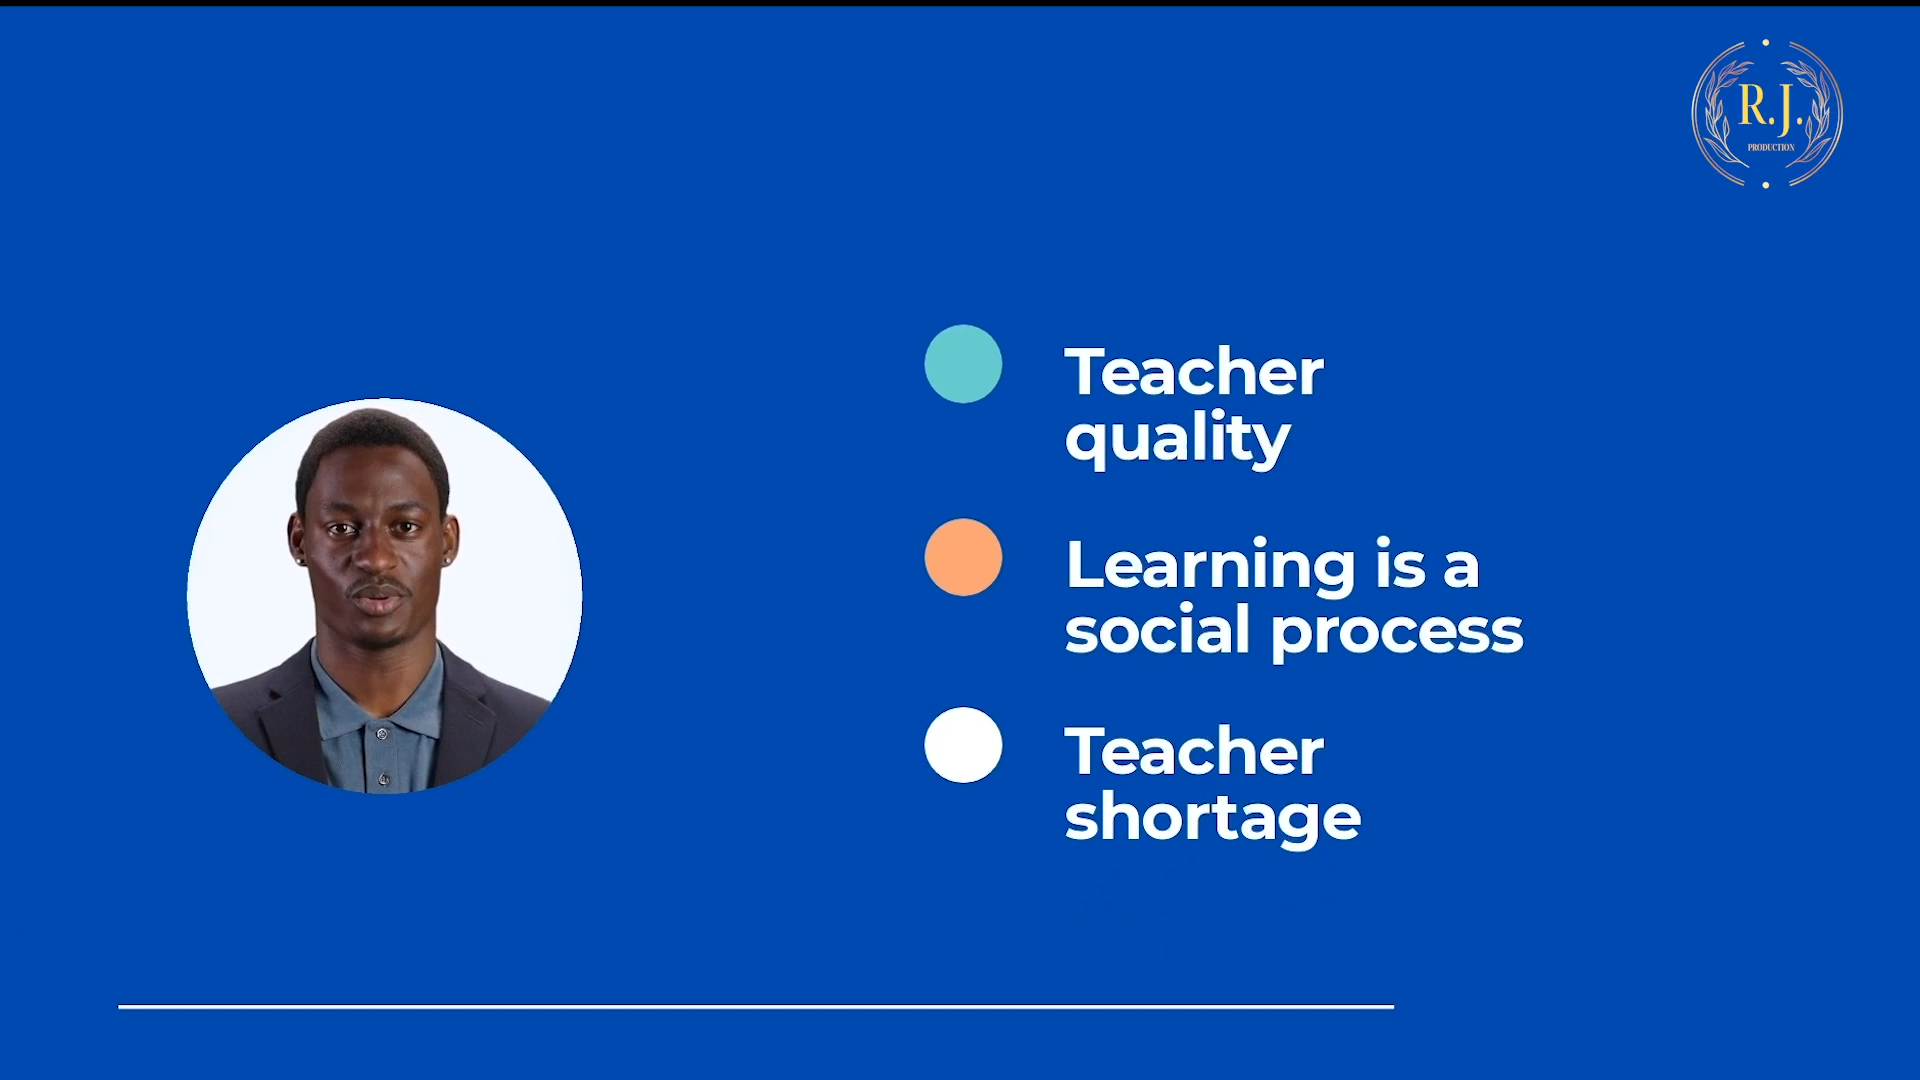 R.J.
PRODUCTION
Teacher
quality
Learning is a
social process
Teacher
shortage